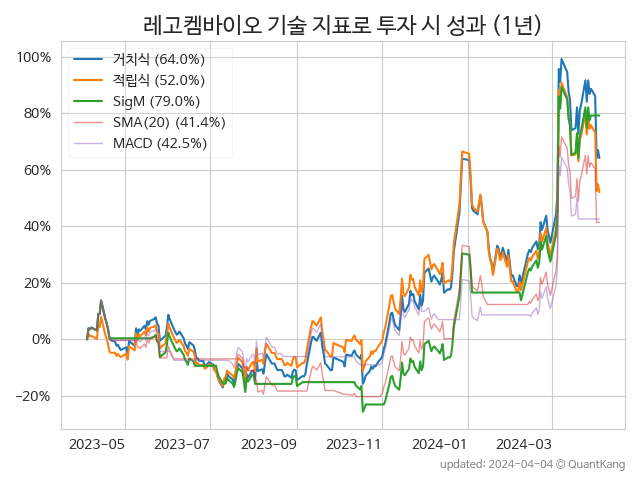 레고켐바이오 기술 지표로 투자 시 성과 (1년)
거치식 (64.0%)
적립식 (52.0%)
SigM (79.0%)
SMA(20) (41.4%)
MACD (42.5%)
100%
80%
60%
40%
20%
0%
−20%
2023-05 2023-07 2023-09 2023-11 2024-01 2024-03
updated: 2024-04-04 © QuantKang